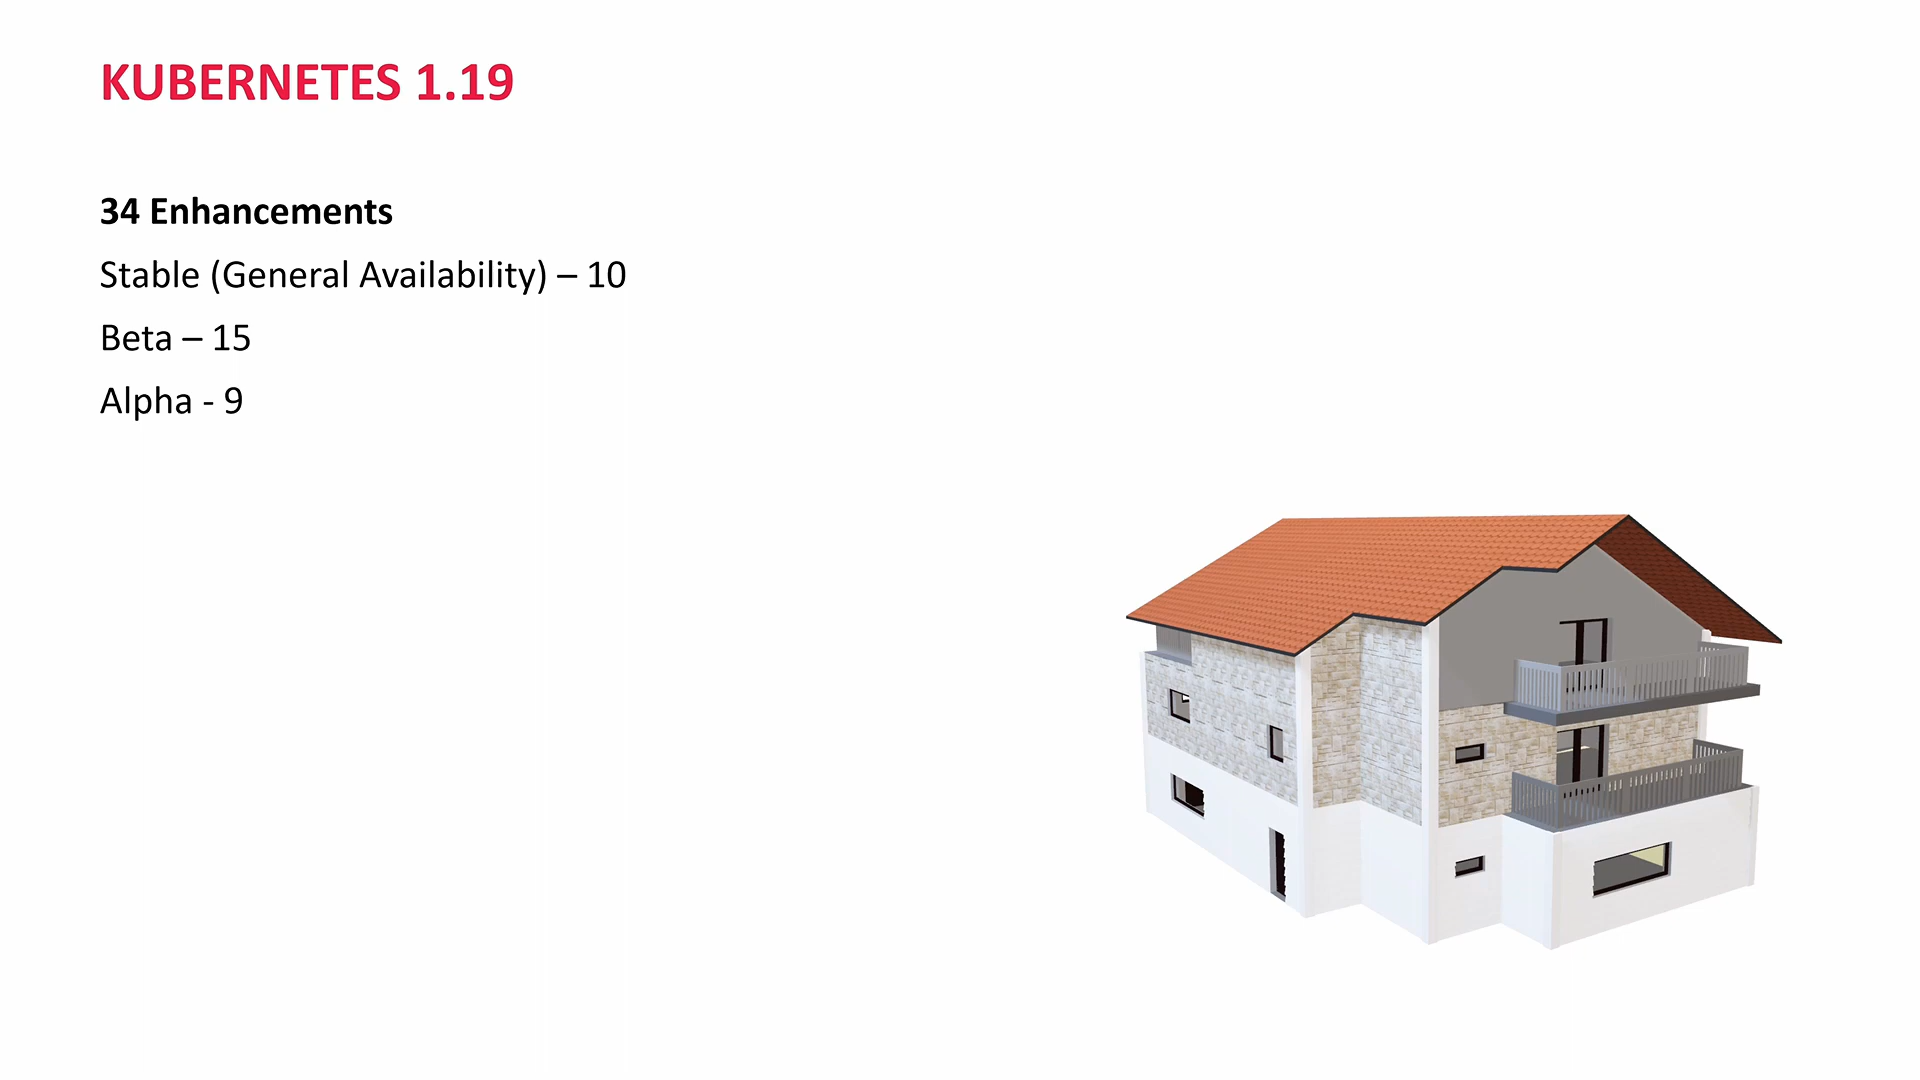 KUBERNETES 1.19
34 Enhancements
Stable (General Availability) – 10
Beta – 15
Alpha - 9